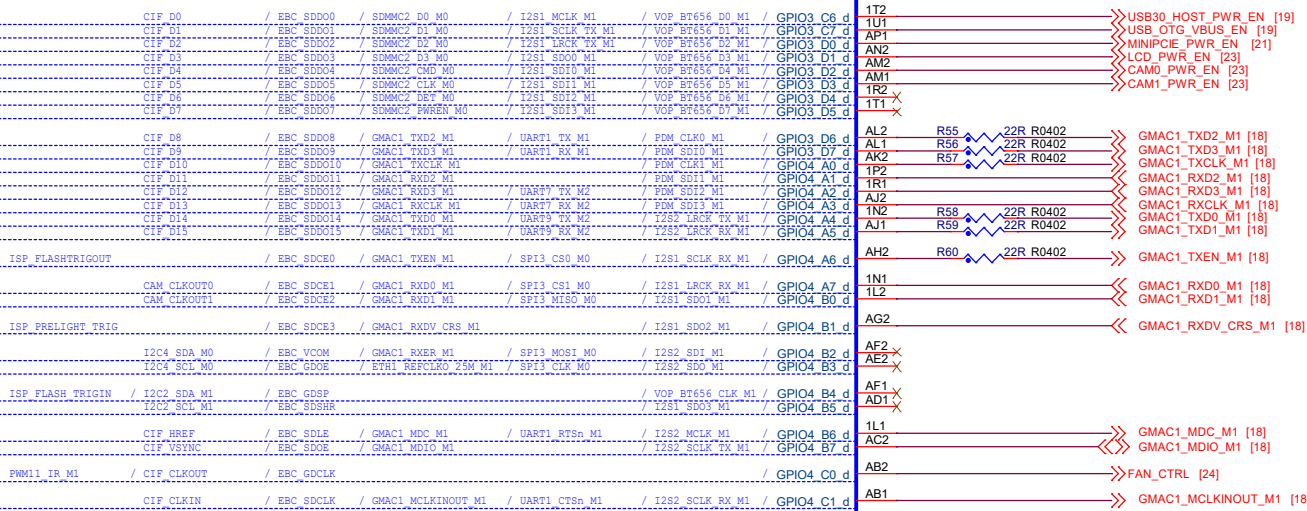 CIF_D0 / EBC_SDDO0 / SDMMC2_D0_M0 / I2S1_MCLK_M1 / VOP_BT656_D0_M1 / GPIO3_C6_d 1T2 USB30_HOST_PWR_EN [19]
CIF_D1 / EBC_SDDO1 / SDMMC2_D1_M0 / I2S1_SCLK_TX_M1 / VOP_BT656_D1_M1 / GPIO3_C7_d 1U1 USB_OTG_VBUS_EN [19]
CIF_D2 / EBC_SDDO2 / SDMMC2_D2_M0 / I2S1_LRCK_TX_M1 / VOP_BT656_D2_M1 / GPIO3_D0_d AP1 MINIPCIE_PWR_EN [21]
CIF_D3 / EBC_SDDO3 / SDMMC2_D3_M0 / I2S1_SDO0_M1 / VOP_BT656_D3_M1 / GPIO3_D1_d AN2 LCD_PWR_EN [23]
CIF_D4 / EBC_SDDO4 / SDMMC2_CMD_M0 / I2S1_SDI0_M1 / VOP_BT656_D4_M1 / GPIO3_D2_d AM2 CAM0_PWR_EN [23]
CIF_D5 / EBC_SDDO5 / SDMMC2_CLK_M0 / I2S1_SDI1_M1 / VOP_BT656_D5_M1 / GPIO3_D3_d AM1 CAM1_PWR_EN [23]
CIF_D6 / EBC_SDDO6 / SDMMC2_DET_M0 / I2S1_SDI2_M1 / VOP_BT656_D6_M1 / GPIO3_D4_d 1R2
CIF_D7 / EBC_SDDO7 / SDMMC2_PWREN_M0 / I2S1_SDI3_M1 / VOP_BT656_D7_M1 / GPIO3_D5_d 1T1
CIF_D8 / EBC_SDDO8 / GMAC1_TXD2_M1 / UART1_TX_M1 / PDM_CLK0_M1 / GPIO3_D6_d AL2 R55 22R R0402 GMAC1_TXD2_M1 [18]
CIF_D9 / EBC_SDDO9 / GMAC1_TXD3_M1 / UART1_RX_M1 / PDM_SDI0_M1 / GPIO3_D7_d AL1 R56 22R R0402 GMAC1_TXD3_M1 [18]
CIF_D10 / EBC_SDDO10 / GMAC1_TXCLK_M1 / PDM_CLK1_M1 / GPIO4_A0_d AK2 R57 22R R0402 GMAC1_TXCLK_M1 [18]
CIF_D11 / EBC_SDDO11 / GMAC1_RXD2_M1 / PDM_SDI1_M1 / GPIO4_A1_d 1P2 GMAC1_RXD2_M1 [18]
CIF_D12 / EBC_SDDO12 / GMAC1_RXD3_M1 / UART7_TX_M2 / PDM_SDI2_M1 / GPIO4_A2_d 1R1 GMAC1_RXD3_M1 [18]
CIF_D13 / EBC_SDDO13 / GMAC1_RXCLK_M1 / UART7_RX_M2 / PDM_SDI3_M1 / GPIO4_A3_d AJ2 GMAC1_RXCLK_M1 [18]
CIF_D14 / EBC_SDDO14 / GMAC1_TXD0_M1 / UART9_TX_M2 / I2S2_LRCK_TX_M1 / GPIO4_A4_d 1N2 R58 22R R0402 GMAC1_TXD0_M1 [18]
CIF_D15 / EBC_SDDO15 / GMAC1_TXD1_M1 / UART9_RX_M2 / I2S2_LRCK_RX_M1 / GPIO4_A5_d AJ1 R59 22R R0402 GMAC1_TXD1_M1 [18]
ISP_FLASHTRIGOUT / EBC_SDCE0 / GMAC1_TXEN_M1 / SPI3_CS0_M0 / I2S1_SCLK_RX_M1 / GPIO4_A6_d AH2 R60 22R R0402 GMAC1_TXEN_M1 [18]
CAM_CLKOUT0 / EBC_SDCE1 / GMAC1_RXD0_M1 / SPI3_CS1_M0 / I2S1_LRCK_RX_M1 / GPIO4_A7_d 1N1 GMAC1_RXD0_M1 [18]
CAM_CLKOUT1 / EBC_SDCE2 / GMAC1_RXD1_M1 / SPI3_MISO_M0 / I2S1_SDO1_M1 / GPIO4_B0_d 1L2 GMAC1_RXD1_M1 [18]
ISP_PRELIGHT_TRIG / EBC_SDCE3 / GMAC1_RXDV_CRS_M1 / I2S1_SDO2_M1 / GPIO4_B1_d AG2 GMAC1_RXDV_CRS_M1 [18]
I2C4_SDA_M0 / EBC_VCOM / GMAC1_RXER_M1 / SPI3_MOSI_M0 / I2S2_SDI_M1 / GPIO4_B2_d AF2
I2C4_SCL_M0 / EBC_GDOE / ETH1_REFCLKO_25M_M1 / SPI3_CLK_M0 / I2S2_SDO_M1 / GPIO4_B3_d AE2
ISP_FLASH_TRIGIN / I2C2_SDA_M1 / EBC_GDSP / VOP_BT656_CLK_M1 / GPIO4_B4_d AF1
I2C2_SCL_M1 / EBC_SDSHR / I2S1_SDO3_M1 / GPIO4_B5_d AD1
CIF_HREF / EBC_SDLE / GMAC1_MDC_M1 / UART1_RTSn_M1 / I2S2_MCLK_M1 / GPIO4_B6_d 1L1 GMAC1_MDC_M1 [18]
CIF_VSYNC / EBC_SDOE / GMAC1_MDIO_M1 / I2S2_SCLK_TX_M1 / GPIO4_B7_d AC2 GMAC1_MDIO_M1 [18]
PWM11_IR_M1 / CIF_CLKOUT / EBC_GDCLK / GPIO4_C0_d AB2 FAN_CTRL [24]
CIF_CLKIN / EBC_SDCLK / GMAC1_MCLKINOUT_M1 / UART1_CTSn_M1 / I2S2_SCLK_RX_M1 / GPIO4_C1_d AB1 GMAC1_MCLKINOUT_M1 [18